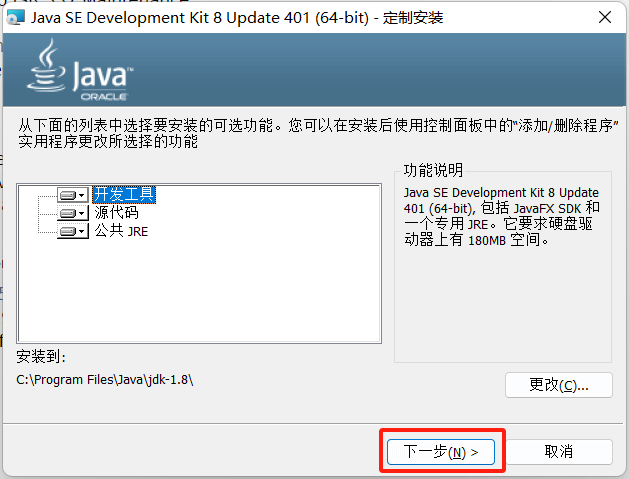 Java SE Development Kit 8 Update 401 (64-bit) - 定制安装
Java
ORACLE
从下面的列表中选择要安装的可选功能。您可以在安装后使用控制面板中的“添加/删除程序”
实用程序更改所选择的功能
开发工具
源代码
公共 JRE
功能说明
Java SE Development Kit 8 Update
401 (64-bit), 包括 JavaFX SDK 和
一个专用 JRE。它要求硬盘驱
动器上有 180MB 空间。
安装到:
C:\Program Files\Java\jdk-1.8\
更改(C)...
下一步(N) >
取消